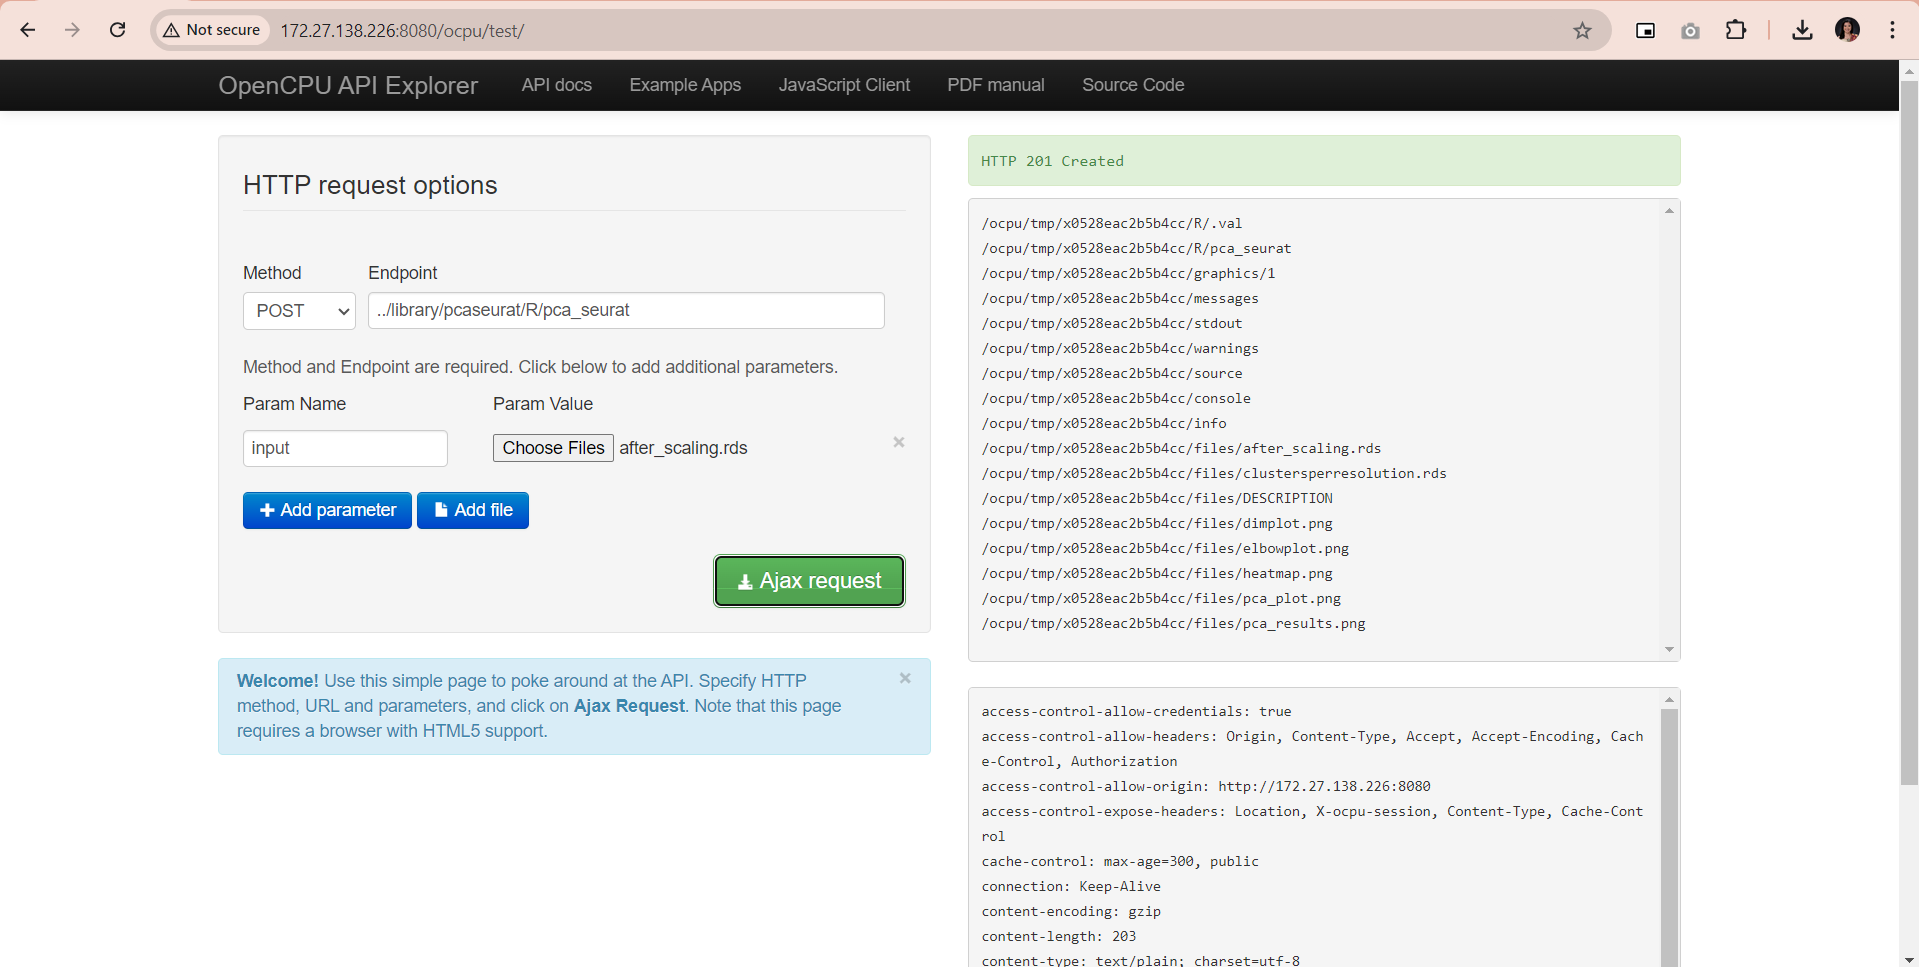 Not secure 172.27.138.226:8080/ocpu/test/
OpenCPU API Explorer API docs Example Apps JavaScript Client PDF manual Source Code
HTTP request options
Method Endpoint
POST ../library/pcaseurat/R/pca_seurat
Method and Endpoint are required. Click below to add additional parameters.
Param Name Param Value
input Choose Files after_scaling.rds ×
Add parameter Add file
Ajax request
Welcome! Use this simple page to poke around at the API. Specify HTTP ×
method, URL and parameters, and click on Ajax Request. Note that this page
requires a browser with HTML5 support.
HTTP 201 Created
/ocpu/tmp/x0528eac2b5b4cc/R/.val
/ocpu/tmp/x0528eac2b5b4cc/R/pca_seurat
/ocpu/tmp/x0528eac2b5b4cc/graphics/1
/ocpu/tmp/x0528eac2b5b4cc/messages
/ocpu/tmp/x0528eac2b5b4cc/stdout
/ocpu/tmp/x0528eac2b5b4cc/warnings
/ocpu/tmp/x0528eac2b5b4cc/source
/ocpu/tmp/x0528eac2b5b4cc/console
/ocpu/tmp/x0528eac2b5b4cc/info
/ocpu/tmp/x0528eac2b5b4cc/files/after_scaling.rds
/ocpu/tmp/x0528eac2b5b4cc/files/clustersperresolution.rds
/ocpu/tmp/x0528eac2b5b4cc/files/DESCRIPTION
/ocpu/tmp/x0528eac2b5b4cc/files/dimplot.png
/ocpu/tmp/x0528eac2b5b4cc/files/elbowplot.png
/ocpu/tmp/x0528eac2b5b4cc/files/heatmap.png
/ocpu/tmp/x0528eac2b5b4cc/files/pca_plot.png
/ocpu/tmp/x0528eac2b5b4cc/files/pca_results.png
access-control-allow-credentials: true
access-control-allow-headers: Origin, Content-Type, Accept, Accept-Encoding, Cach
e-Control, Authorization
access-control-allow-origin: http://172.27.138.226:8080
access-control-expose-headers: Location, X-ocpu-session, Content-Type, Cache-Cont
rol
cache-control: max-age=300, public
connection: Keep-Alive
content-encoding: gzip
content-length: 203
content-type: text/plain; charset=utf-8